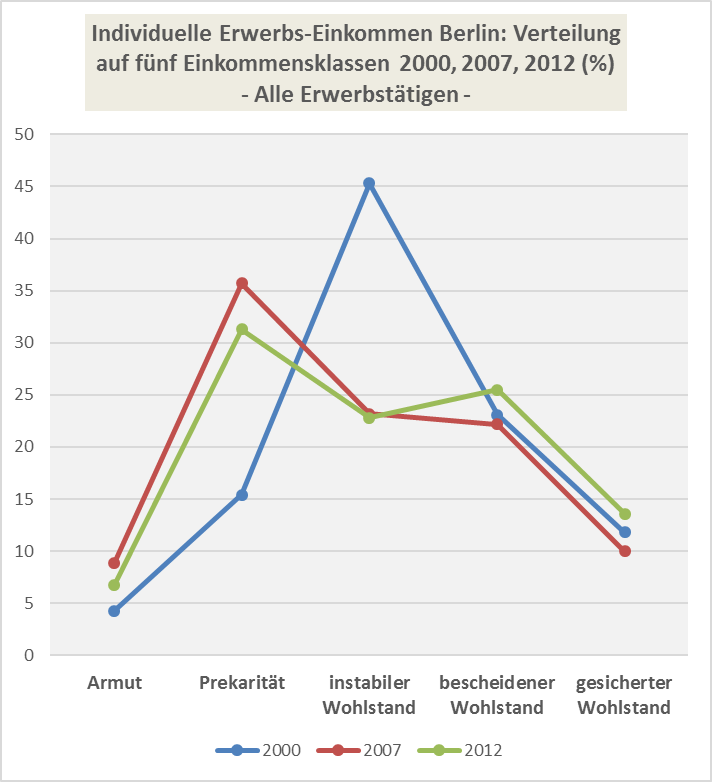 Individuelle Erwerbs-Einkommen Berlin: Verteilung
auf fünf Einkommensklassen 2000, 2007, 2012 (%)
- Alle Erwerbstätigen -
50
45
40
35
30
25
20
15
10
5
0
Armut Prekarität instabiler bescheidener gesicherter
Wohlstand Wohlstand Wohlstand
2000 2007 2012